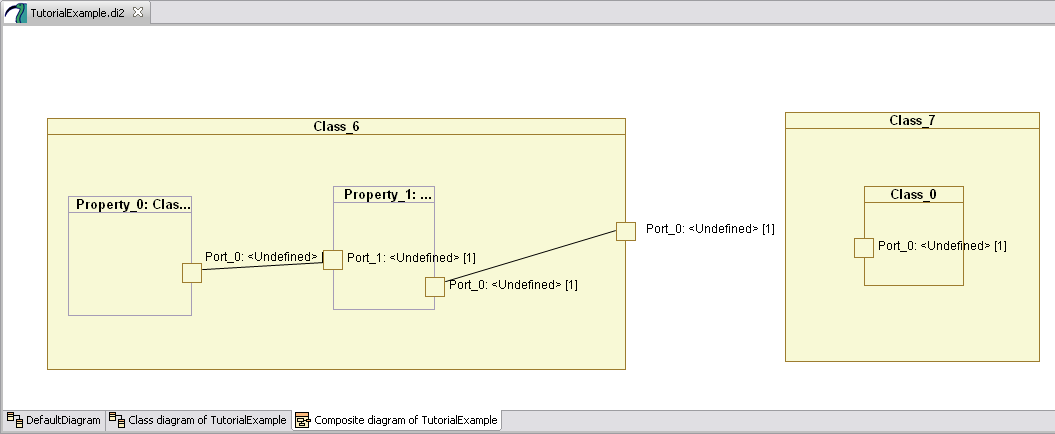 TutorialExample.di2
Class_6
Class_7
Property_0: Clas...
Property_1: ...
Class_0
Port_0: <Undefined> [1]
Port_0: <Undefined> [1]
Port_0: <Undefined> [
Port_1: <Undefined> [1]
Port_0: <Undefined> [1]
DefaultDiagram
Class diagram of TutorialExample
Composite diagram of TutorialExample